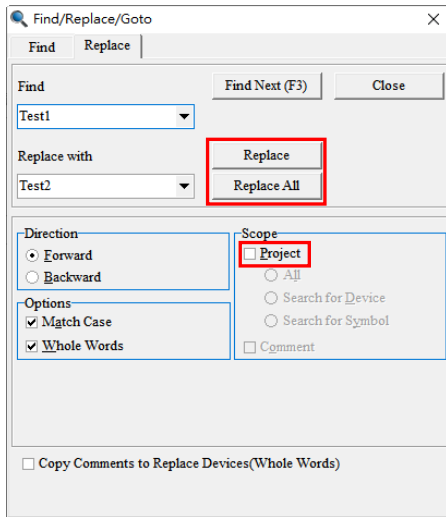 Find/Replace/Goto
Find Replace
Find Find Next (F3) Close
Test1
Replace with Replace
Test2 Replace All
Direction Scope
Forward Project
Backward All
Options Search for Device
Match Case Search for Symbol
Whole Words Comment
Copy Comments to Replace Devices(Whole Words)